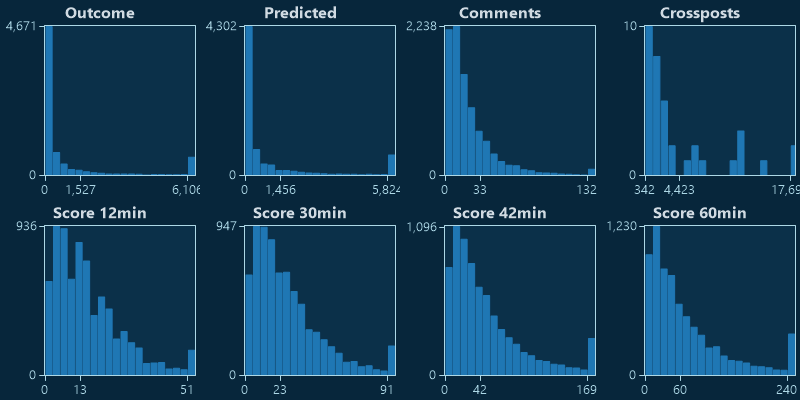 Outcome
4,671
0
0 1,527 6,106
Predicted
4,302
0
0 1,456 5,824
Comments
2,238
0
0 33 132
Crossposts
10
0
342 4,423 17,69
Score 12min
936
0
0 13 51
Score 30min
947
0
0 23 91
Score 42min
1,096
0
0 42 169
Score 60min
1,230
0
0 60 240